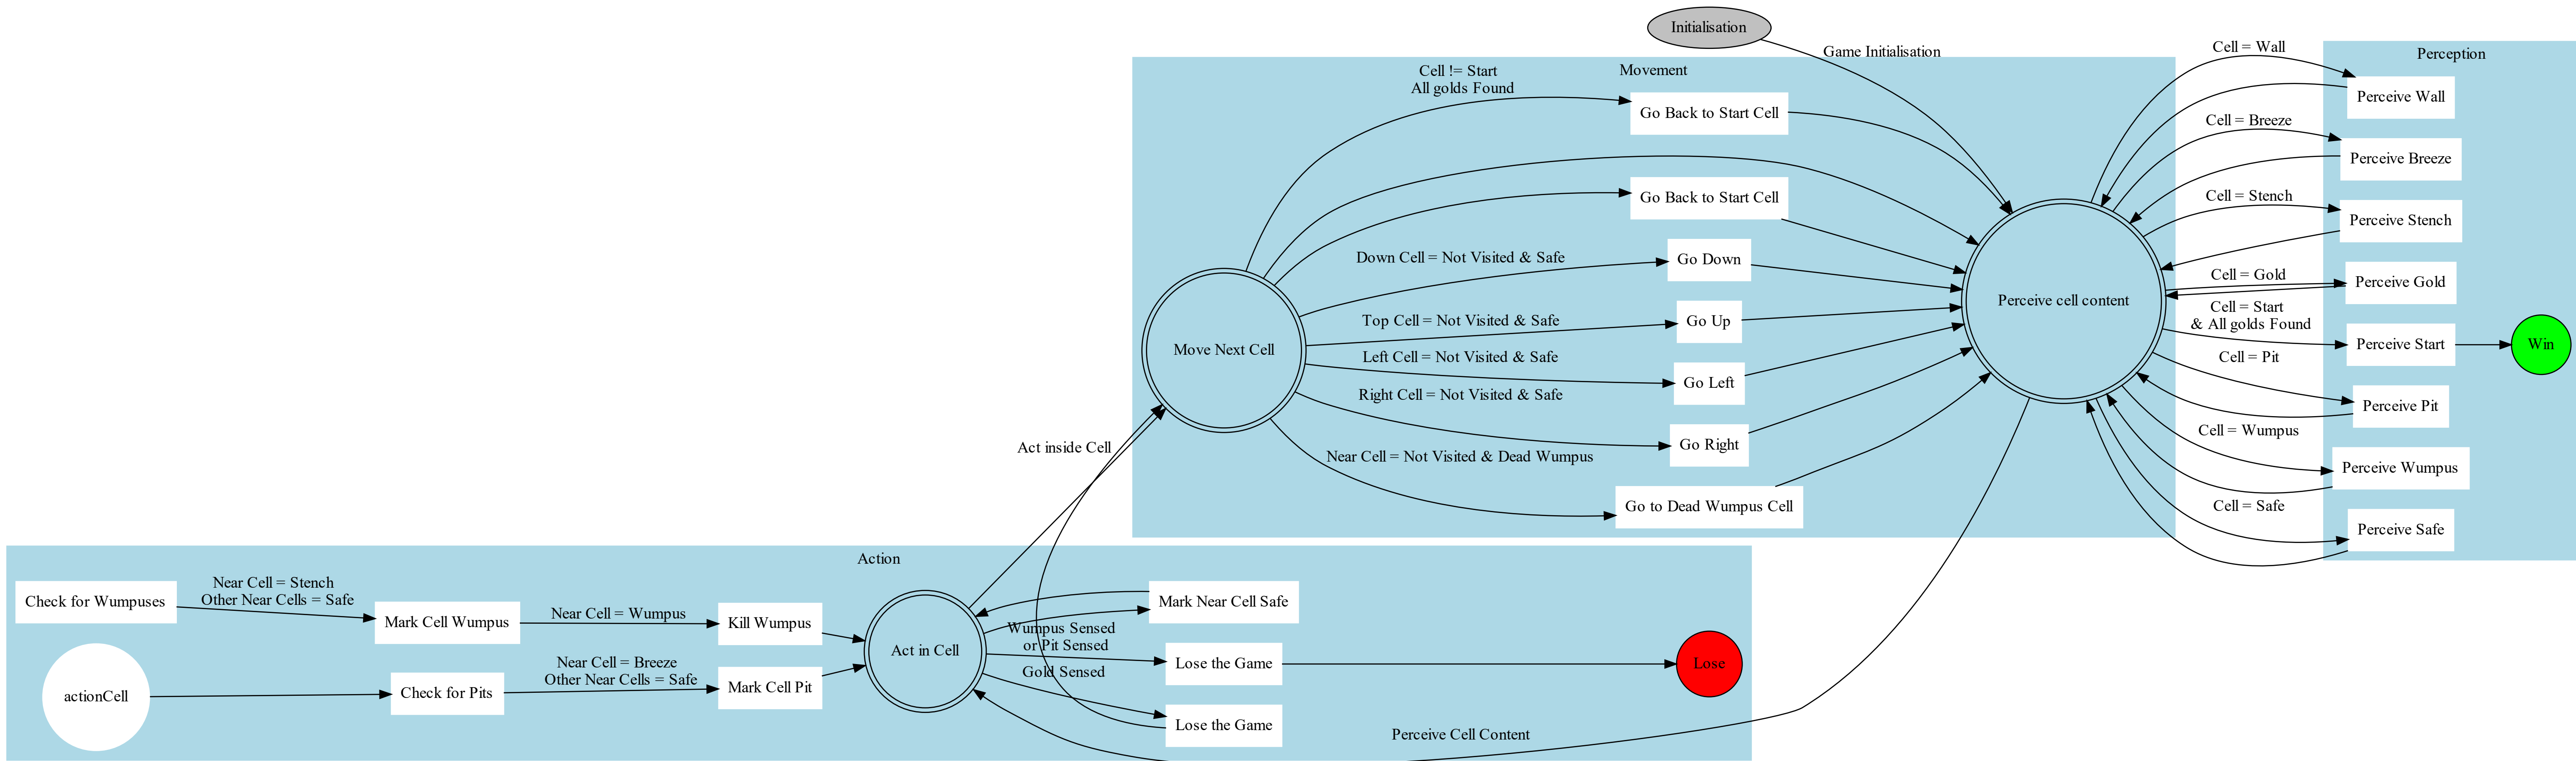 Initialisation
Game Initialisation
Movement
Cell != Start
All golds Found
Go Back to Start Cell
Go Back to Start Cell
Down Cell = Not Visited & Safe
Go Down
Top Cell = Not Visited & Safe
Go Up
Move Next Cell
Left Cell = Not Visited & Safe
Go Left
Right Cell = Not Visited & Safe
Go Right
Near Cell = Not Visited & Dead Wumpus
Go to Dead Wumpus Cell
Perceive cell content
Perception
Cell = Wall
Perceive Wall
Cell = Breeze
Perceive Breeze
Cell = Stench
Perceive Stench
Cell = Gold
Perceive Gold
Cell = Start
& All golds Found
Perceive Start
Win
Cell = Pit
Perceive Pit
Cell = Wumpus
Perceive Wumpus
Cell = Safe
Perceive Safe
Act inside Cell
Action
Check for Wumpuses
Near Cell = Stench
Other Near Cells = Safe
Mark Cell Wumpus
Near Cell = Wumpus
Kill Wumpus
actionCell
Check for Pits
Near Cell = Breeze
Other Near Cells = Safe
Mark Cell Pit
Act in Cell
Mark Near Cell Safe
Wumpus Sensed
or Pit Sensed
Lose the Game
Lose
Gold Sensed
Lose the Game
Perceive Cell Content